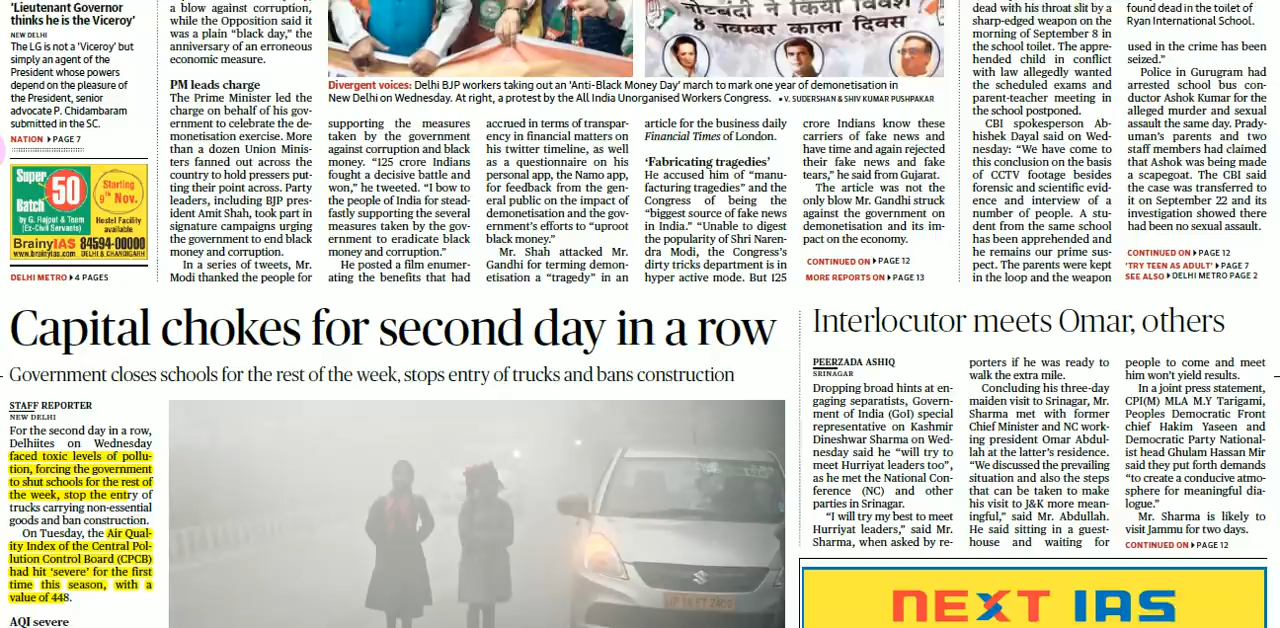 'Lieutenant Governor
thinks he is the Viceroy'
NEW DELHI
The LG is not a 'Viceroy' but
simply an agent of the
President whose powers
depend on the pleasure of
the President, senior
advocate P. Chidambaram
submitted in the SC.
NATION PAGE 7
Super
50
Batch
by G. Rajput & Team
(Ex-Civil Servants)
Starting
9th Nov.
Hostel Facility
available
BrainyIAS 84594-00000
www.brainyias.com DELHI & CHANDIGARH
DELHI METRO 4 PAGES
a blow against corruption,
while the Opposition said it
was a plain "black day," the
anniversary of an erroneous
economic measure.
PM leads charge
The Prime Minister led the
charge on behalf of his gov-
ernment to celebrate the de-
monetisation exercise. More
than a dozen Union Minis-
ters fanned out across the
country to hold pressers put-
ting their point across. Party
leaders, including BJP presi-
dent Amit Shah, took part in
signature campaigns urging
the government to end black
money and corruption.
In a series of tweets, Mr.
Modi thanked the people for
नोटबंदी ने किया विवश
8 नवम्बर काला दिवस
Divergent voices: Delhi BJP workers taking out an 'Anti-Black Money Day' march to mark one year of demonetisation in
New Delhi on Wednesday. At right, a protest by the All India Unorganised Workers Congress. V. SUDERSHAN & SHIV KUMAR PUSHPAKAR
supporting the measures
taken by the government
against corruption and black
money. "125 crore Indians
fought a decisive battle and
won," he tweeted. "I bow to
the people of India for stead-
fastly supporting the several
measures taken by the gov-
ernment to eradicate black
money and corruption."
He posted a film enumer-
ating the benefits that had
accrued in terms of transpar-
ency in financial matters on
his twitter timeline, as well
as a questionnaire on his
personal app, the Namo app,
for feedback from the gen-
eral public on the impact of
demonetisation and the gov-
ernment's efforts to "uproot
black money."
Mr. Shah attacked Mr.
Gandhi for terming demon-
etisation a "tragedy" in an
article for the business daily
Financial Times of London.
'Fabricating tragedies'
He accused him of "manu-
facturing tragedies" and the
Congress of being the
"biggest source of fake news
in India." "Unable to digest
the popularity of Shri Naren-
dra Modi, the Congress's
dirty tricks department is in
hyper active mode. But 125
crore Indians know these
carriers of fake news and
have time and again rejected
their fake news and fake
tears," he said from Gujarat.
The article was not the
only blow Mr. Gandhi struck
against the government on
demonetisation and its im-
pact on the economy.
CONTINUED ON PAGE 12
MORE REPORTS ON PAGE 13
dead with his throat slit by a
sharp-edged weapon on the
morning of September 8 in
the school toilet. The appre-
hended child in conflict
with law allegedly wanted
the scheduled exams and
parent-teacher meeting in
the school postponed.
CBI spokesperson Ab-
hishek Dayal said on Wed-
nesday: "We have come to
this conclusion on the basis
of CCTV footage besides
forensic and scientific evid-
ence and interview of a
number of people. A stu-
dent from the same school
has been apprehended and
he remains our prime sus-
pect. The parents were kept
in the loop and the weapon
found dead in the toilet of
Ryan International School.
used in the crime has been
seized."
Police in Gurugram had
arrested school bus con-
ductor Ashok Kumar for the
alleged murder and sexual
assault the same day. Prady-
uman's parents and two
staff members had claimed
that Ashok was being made
a scapegoat. The CBI said
the case was transferred to
it on September 22 and its
investigation showed there
had been no sexual assault.
CONTINUED ON PAGE 12
'TRY TEEN AS ADULT' PAGE 7
SEE ALSO DELHI METRO PAGE 2
Capital chokes for second day in a row
Government closes schools for the rest of the week, stops entry of trucks and bans construction
STAFF REPORTER
NEW DELHI
For the second day in a row,
Delhiites on Wednesday
faced toxic levels of pollu-
tion, forcing the government
to shut schools for the rest of
the week, stop the entry of
trucks carrying non-essential
goods and ban construction.
On Tuesday, the Air Qual-
ity Index of the Central Pol-
lution Control Board (CPCB)
had hit 'severe' for the first
time this season, with a
value of 448.
AQI severe
Interlocutor meets Omar, others
PEERZADA ASHIQ
SRINAGAR
Dropping broad hints at en-
gaging separatists, Govern-
ment of India (GoI) special
representative on Kashmir
Dineshwar Sharma on Wed-
nesday said he "will try to
meet Hurriyat leaders too",
as he met the National Con-
ference (NC) and other
parties in Srinagar.
"I will try my best to meet
Hurriyat leaders," said Mr.
Sharma, when asked by re-
porters if he was ready to
walk the extra mile.
Concluding his three-day
maiden visit to Srinagar, Mr.
Sharma met with former
Chief Minister and NC work-
ing president Omar Abdul-
lah at the latter's residence.
"We discussed the prevailing
situation and also the steps
that can be taken to make
his visit to J&K more mean-
ingful," said Mr. Abdullah.
He said sitting in a guest-
house and waiting for
people to come and meet
him won't yield results.
In a joint press statement,
CPI(M) MLA M.Y Tarigami,
Peoples Democratic Front
chief Hakim Yaseen and
Democratic Party National-
ist head Ghulam Hassan Mir
said they put forth demands
"to create a conducive atmo-
sphere for meaningful dia-
logue."
Mr. Sharma is likely to
visit Jammu for two days.
CONTINUED ON PAGE 12
NEXT IAS